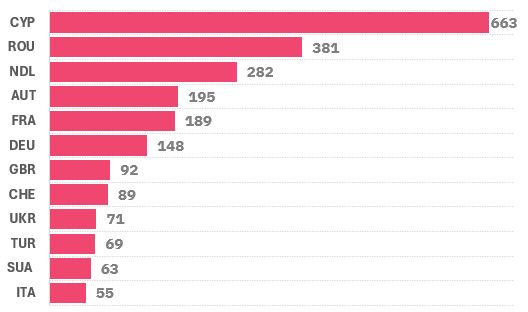 CYP 663
ROU 381
NDL 282
AUT 195
FRA 189
DEU 148
GBR 92
CHE 89
UKR 71
TUR 69
SUA 63
ITA 55